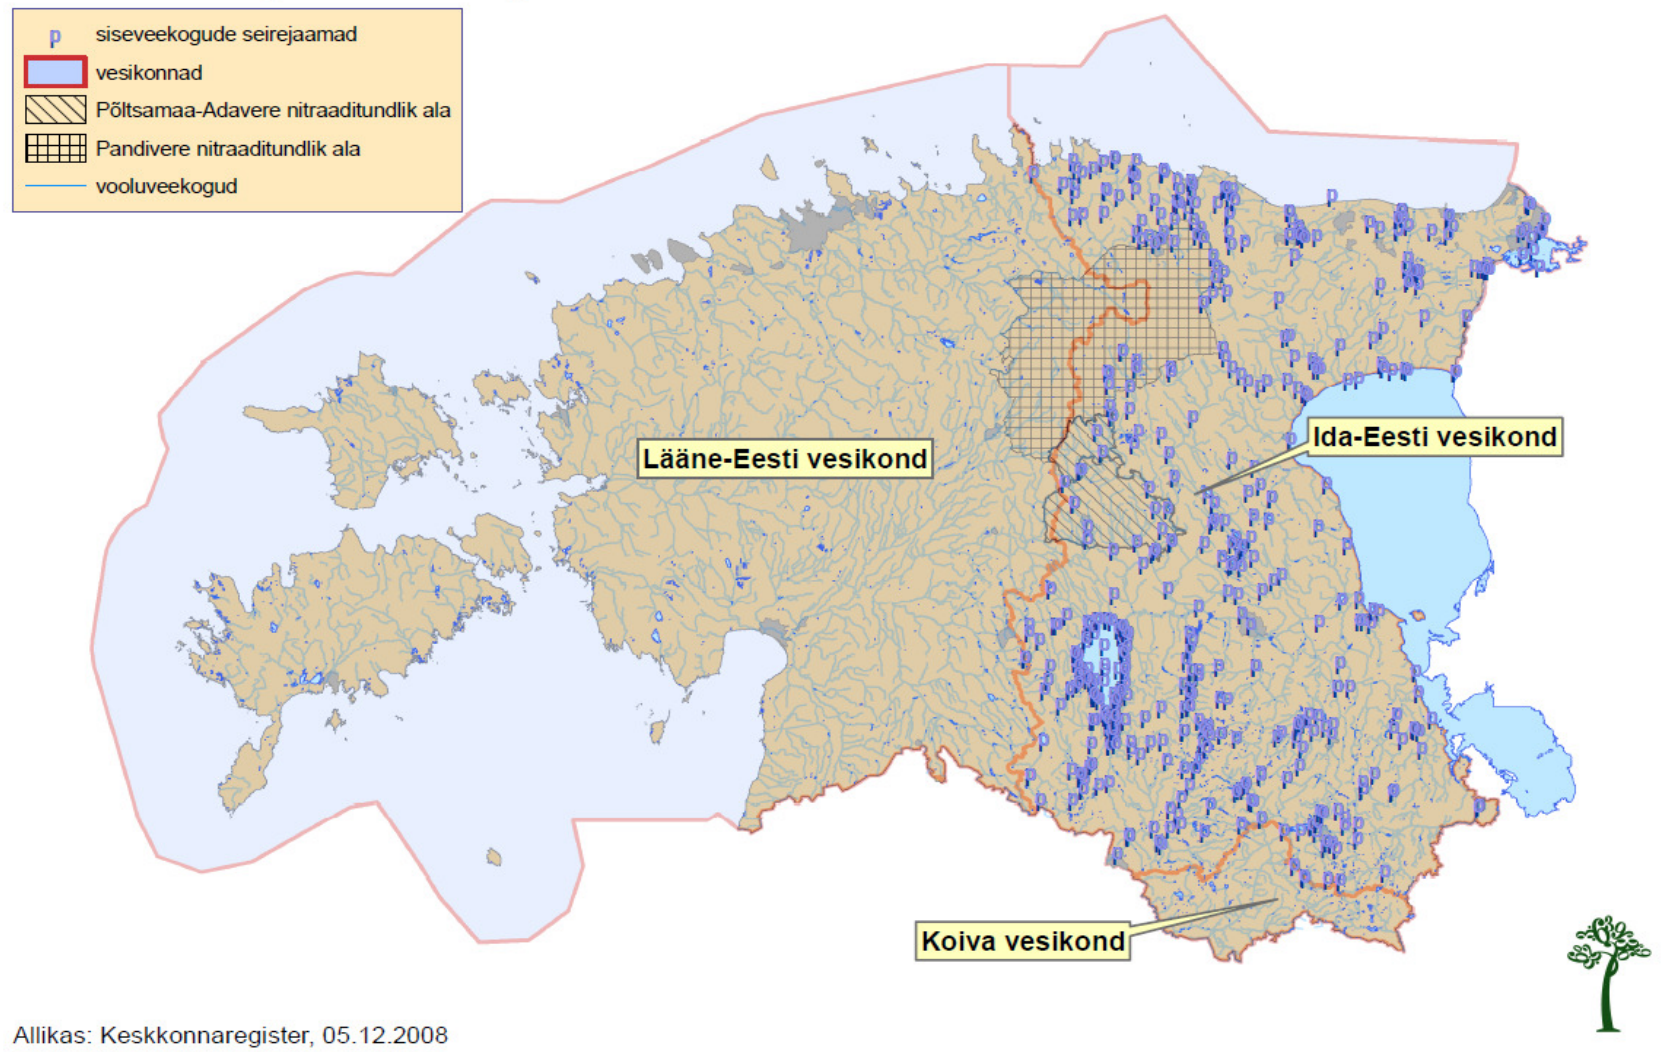 p siseveekogude seirejaamad
vesikonnad
Põltsamaa-Adavere nitraaditundlik ala
Pandivere nitraaditundlik ala
vooluveekogud
Ida-Eesti vesikond
Lääne-Eesti vesikond
Koiva vesikond
Allikas: Keskkonnaregister, 05.12.2008